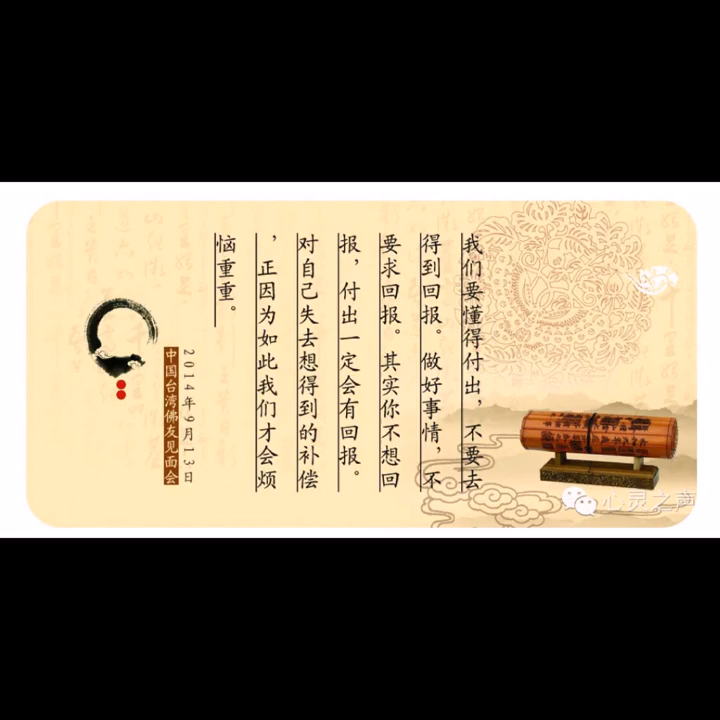 我们要懂得付出，不要去
得到回报。做好事情，不
要求回报。其实你不想回
报，付出一定会有回报。
对自己失去想得到的补偿
，正因为如此我们才会烦
恼重重。
2014年9月13日
中国台湾佛友见面会
心灵之声